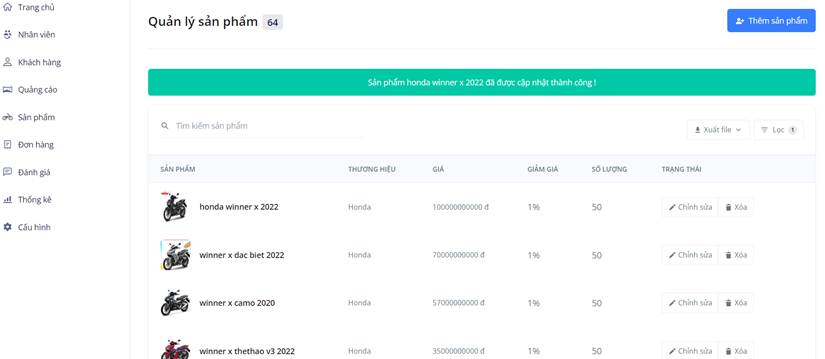 Trang chủ
Nhân viên
Khách hàng
Quảng cáo
Sản phẩm
Đơn hàng
Đánh giá
Thống kê
Cấu hình
Quản lý sản phẩm 64
Thêm sản phẩm
Sản phẩm honda winner x 2022 đã được cập nhật thành công !
Tìm kiếm sản phẩm
Xuất file
Lọc 1
SẢN PHẨM THƯƠNG HIỆU GIÁ GIẢM GIÁ SỐ LƯỢNG TRẠNG THÁI
honda winner x 2022 Honda 100000000000 đ 1% 50 Chỉnh sửa Xóa
winner x dac biet 2022 Honda 70000000000 đ 1% 50 Chỉnh sửa Xóa
winner x camo 2020 Honda 57000000000 đ 1% 50 Chỉnh sửa Xóa
winner x thethao v3 2022 Honda 35000000000 đ 1% 50 Chỉnh sửa Xóa